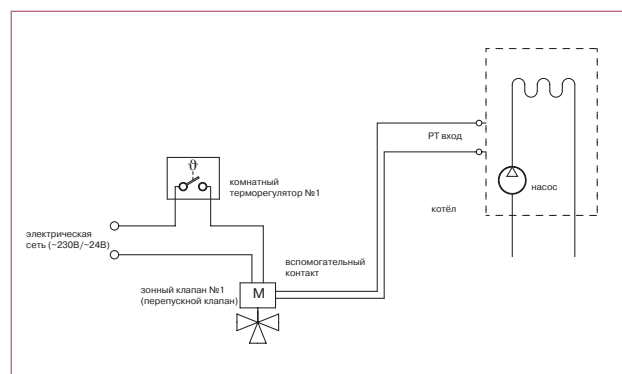 РТ вход
ϑ
комнатный
терморегулятор №1
насос
котёл
электрическая
сеть (~230В/~24В)
вспомогательный
контакт
зонный клапан №1
(перепускной клапан)
М